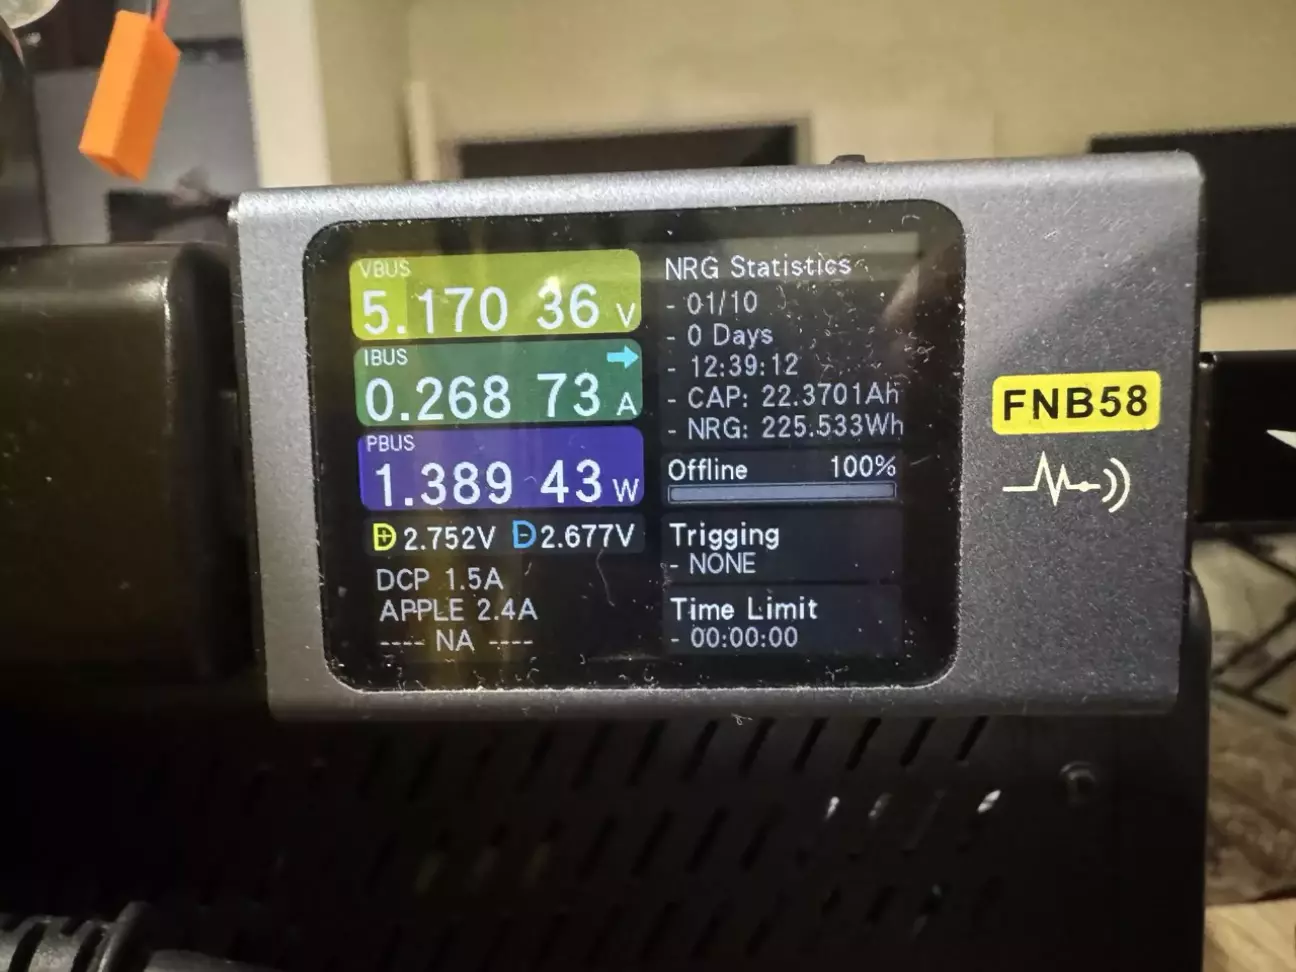 VBUS
5.170 36 V
IBUS
0.268 73 A
PBUS
1.389 43 W
D+ 2.752V D- 2.677V
DCP 1.5A
APPLE 2.4A
---- NA ----
NRG Statistics
- 01/10
- 0 Days
- 12:39:12
- CAP: 22.3701Ah
- NRG: 225.533Wh
Offline 100%
Trigging
- NONE
Time Limit
- 00:00:00
FNB58